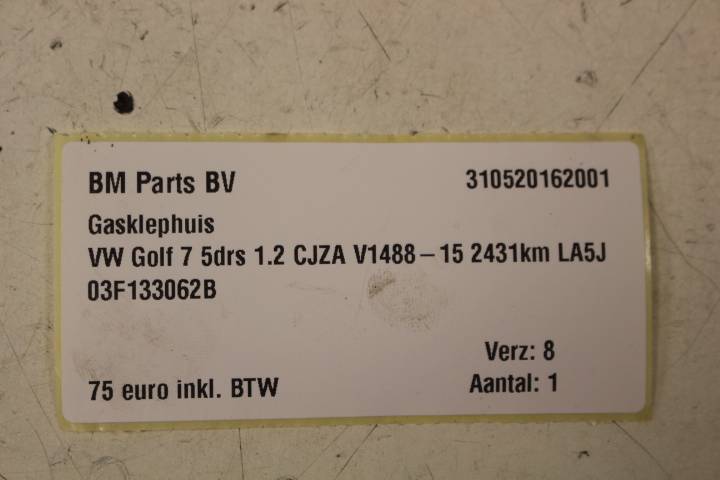 BM Parts BV 310520162001
Gasklephuis
VW Golf 7 5drs 1.2 CJZA V1488-15 2431km LA5J
03F133062B
Verz: 8
75 euro inkl. BTW Aantal: 1